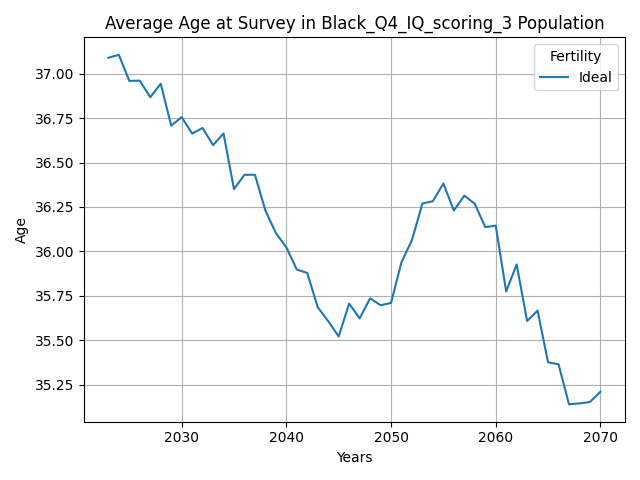 Average Age at Survey in Black_Q4_IQ_scoring_3 Population
Fertility
Ideal
37.00
36.75
36.50
36.25
36.00
35.75
35.50
35.25
Age
2030 2040 2050 2060 2070
Years